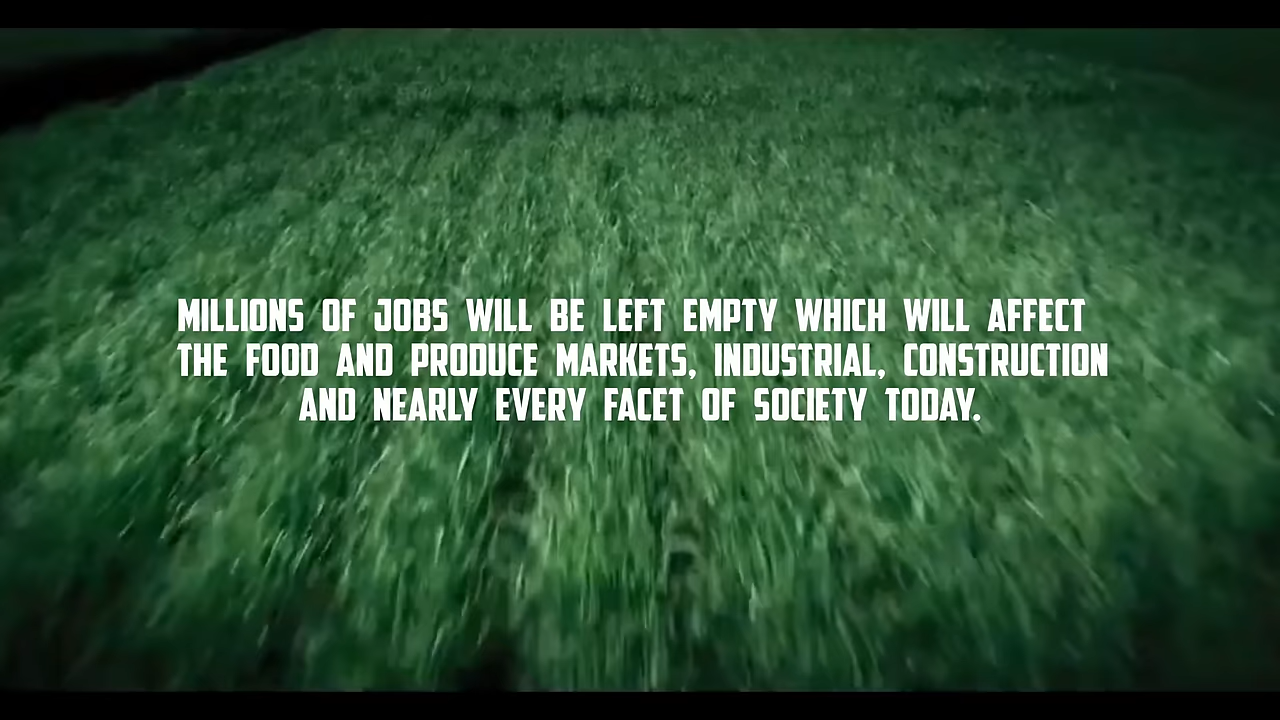 MILLIONS OF JOBS WILL BE LEFT EMPTY WHICH WILL AFFECT
THE FOOD AND PRODUCE MARKETS, INDUSTRIAL, CONSTRUCTION
AND NEARLY EVERY FACET OF SOCIETY TODAY.